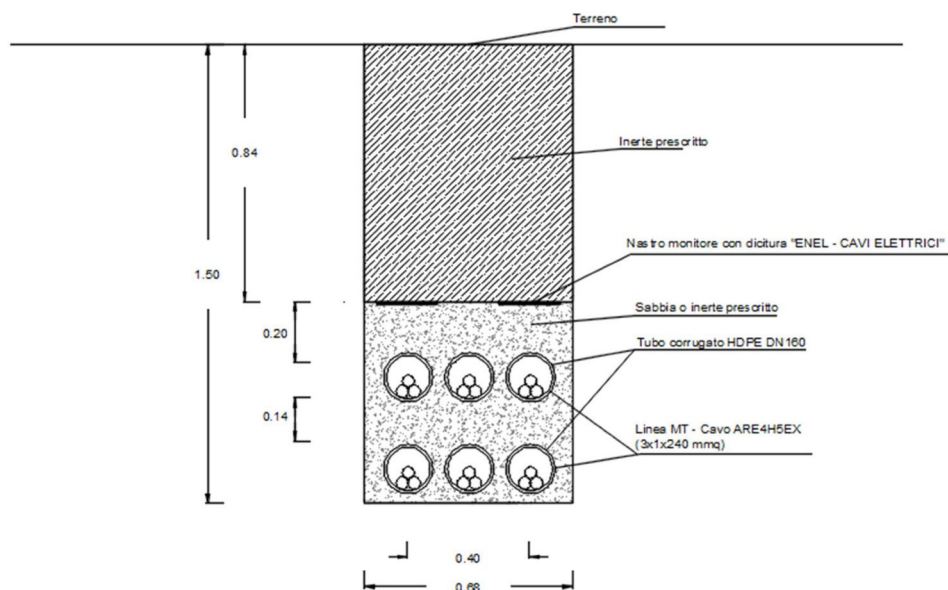 Terreno
0.84
Inerte prescritto
Nastro monitore con dicitura "ENEL - CAVI ELETTRICI"
1.50
Sabbia o inerte prescritto
0.20
Tubo corrugato HDPE DN160
0.14
Linea MT - Cavo ARE4H5EX
(3x1x240 mmq)
0.40
0.68